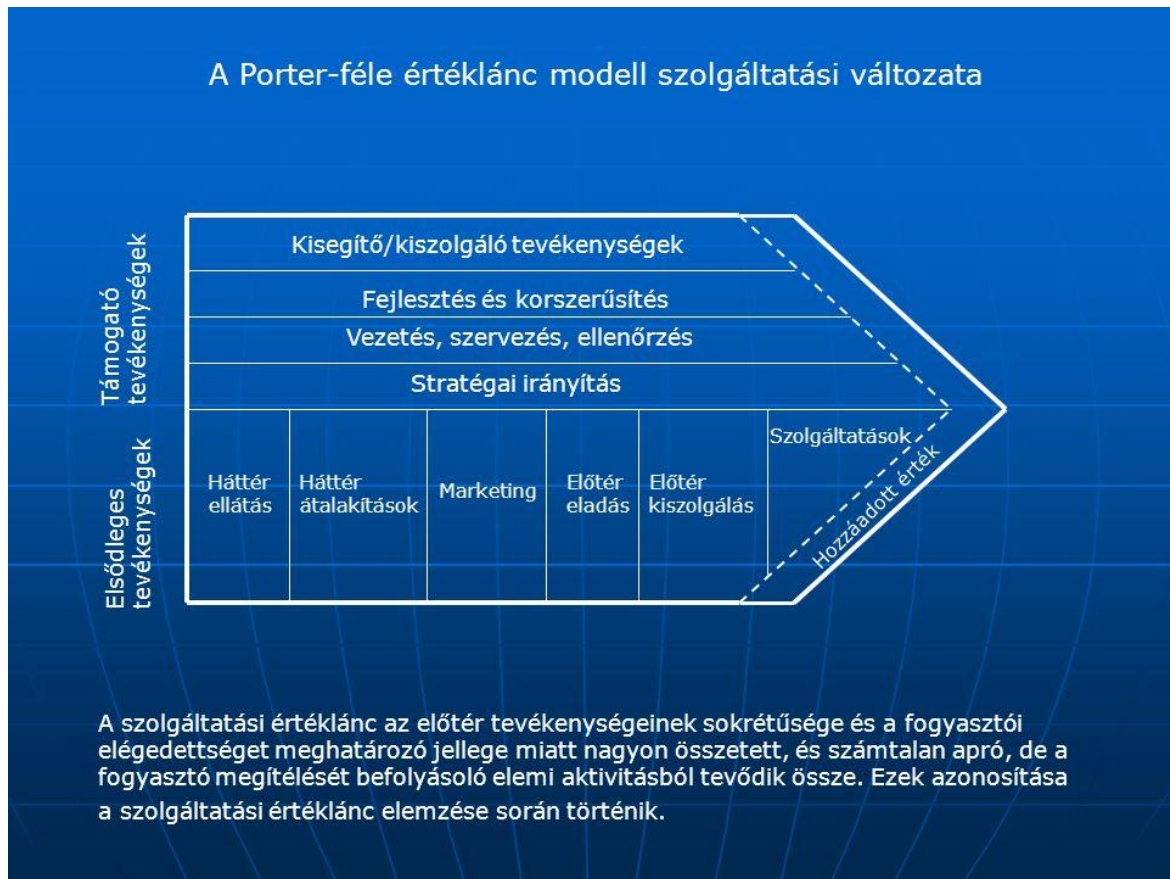 A Porter-féle értéklánc modell szolgáltatási változata
Támogató
tevékenységek
Kisegítő/kiszolgáló tevékenységek
Fejlesztés és korszerűsítés
Vezetés, szervezés, ellenőrzés
Stratégai irányítás
Elsődleges
tevékenységek
Háttér
ellátás
Háttér
átalakítások
Marketing
Előtér
eladás
Előtér
kiszolgálás
Szolgáltatások
Hozzáadott érték
A szolgáltatási értéklánc az előtér tevékenységeinek sokrétűsége és a fogyasztói
elégedettséget meghatározó jellege miatt nagyon összetett, és számtalan apró, de a
fogyasztó megítélését befolyásoló elemi aktivitásból tevődik össze. Ezek azonosítása
a szolgáltatási értéklánc elemzése során történik.